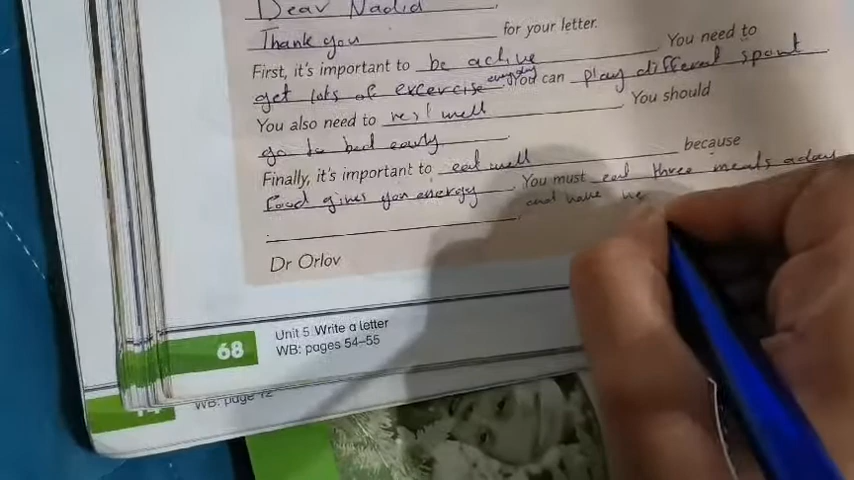 Dear Nadid
Thank you for your letter.
First, it's important to be active You need to
get lots of excercise everyday. You can play different sport
You also need to rest well You should
go to bed early
Finally, it's important to eat well because
Food gives you energy. You must eat three meals a day
and have
Dr Orlov
68 Unit 5 Write a letter
WB: pages 54–55
WB: page 72